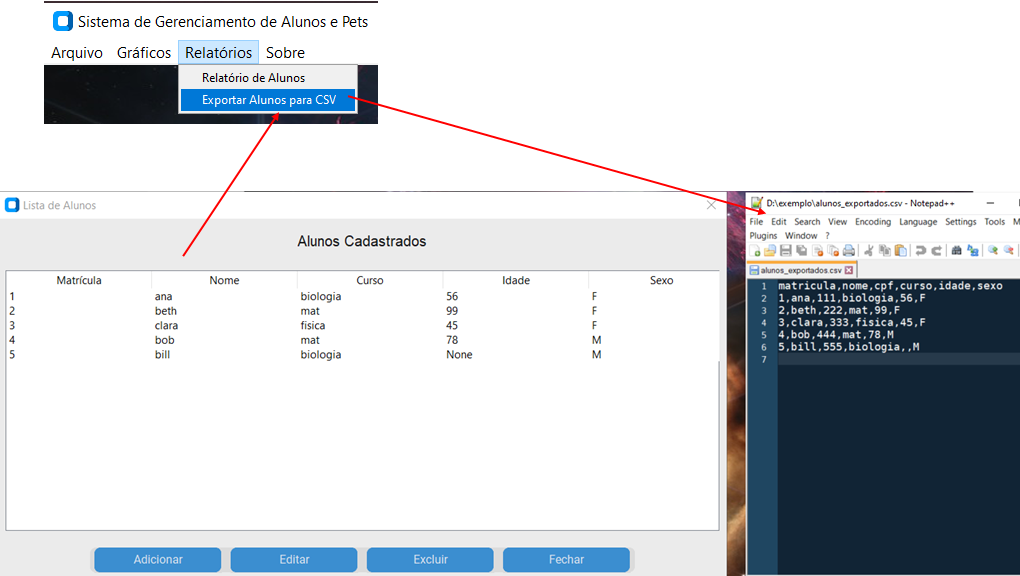 Sistema de Gerenciamento de Alunos e Pets
Arquivo Gráficos Relatórios Sobre
Relatório de Alunos
Exportar Alunos para CSV
Lista de Alunos
Alunos Cadastrados
Matrícula Nome Curso Idade Sexo
1 ana biologia 56 F
2 beth mat 99 F
3 clara fisica 45 F
4 bob mat 78 M
5 bill biologia None M
Adicionar Editar Excluir Fechar
D:\exemplo\alunos_exportados.csv - Notepad++
File Edit Search View Encoding Language Settings Tools M
Plugins Window ?
alunos_exportados.csv
1 matricula,nome,cpf,curso,idade,sexo
2 1,ana,111,biologia,56,F
3 2,beth,222,mat,99,F
4 3,clara,333,fisica,45,F
5 4,bob,444,mat,78,M
6 5,bill,555,biologia,,M
7